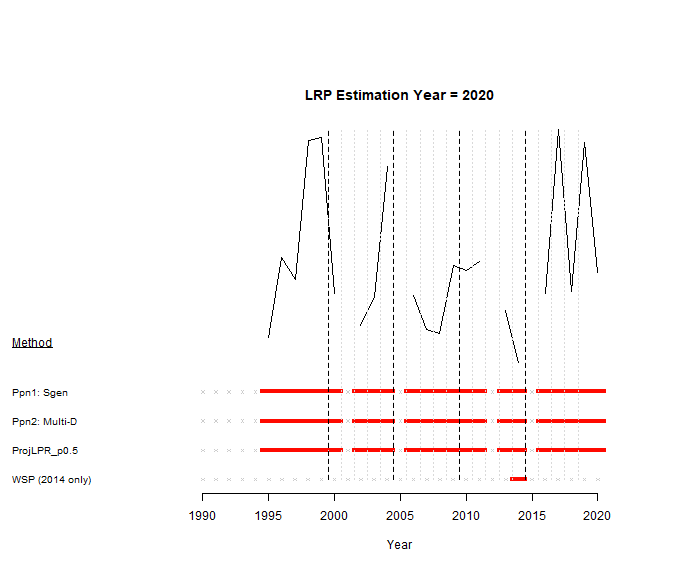 LRP Estimation Year = 2020
Method
Ppn1: Sgen
Ppn2: Multi-D
ProjLPR_p0.5
WSP (2014 only)
1990 1995 2000 2005 2010 2015 2020
Year